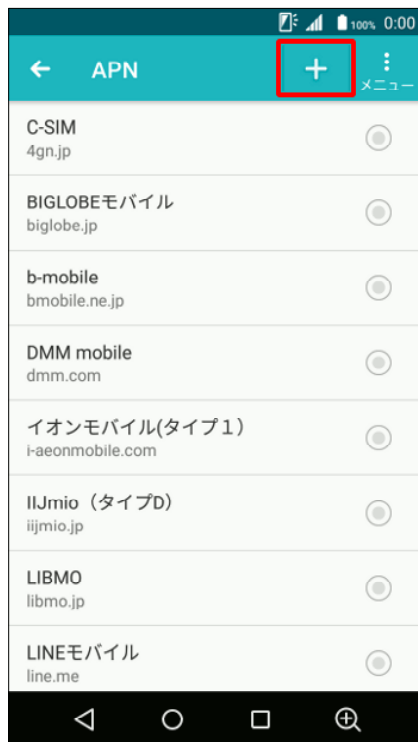 100% 0:00
APN
メニュー
C-SIM
4gn.jp
BIGLOBEモバイル
biglobe.jp
b-mobile
bmobile.ne.jp
DMM mobile
dmm.com
イオンモバイル(タイプ１)
i-aeonmobile.com
IIJmio（タイプD）
iijmio.jp
LIBMO
libmo.jp
LINEモバイル
line.me